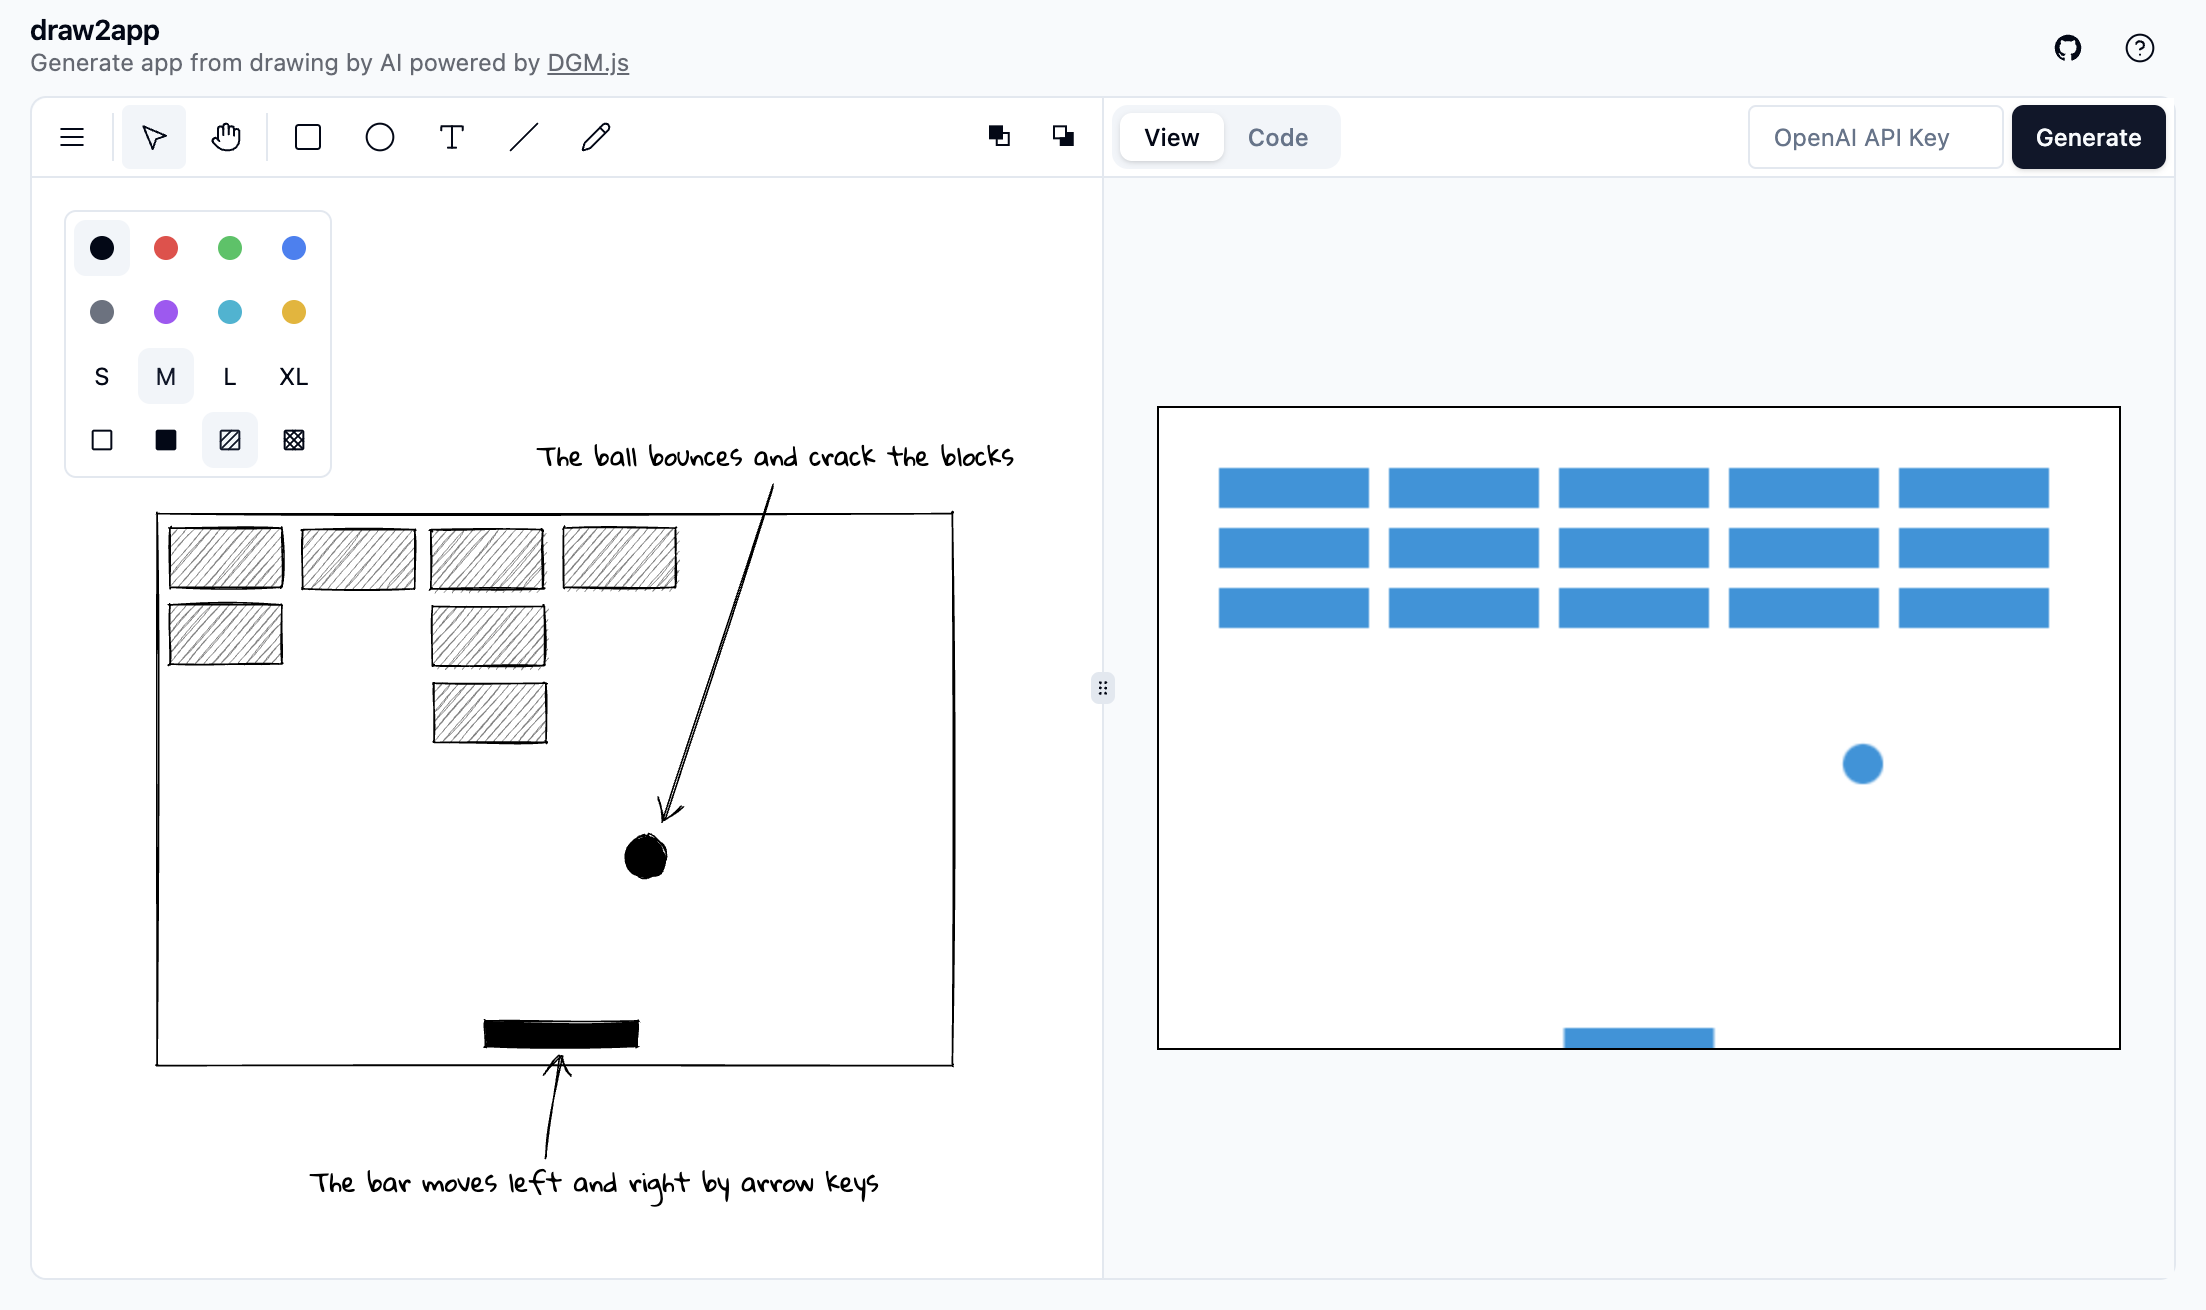 draw2app
Generate app from drawing by AI powered by DGM.js
View
Code
OpenAI API Key
Generate
S
M
L
XL
The ball bounces and crack the blocks
The bar moves left and right by arrow keys